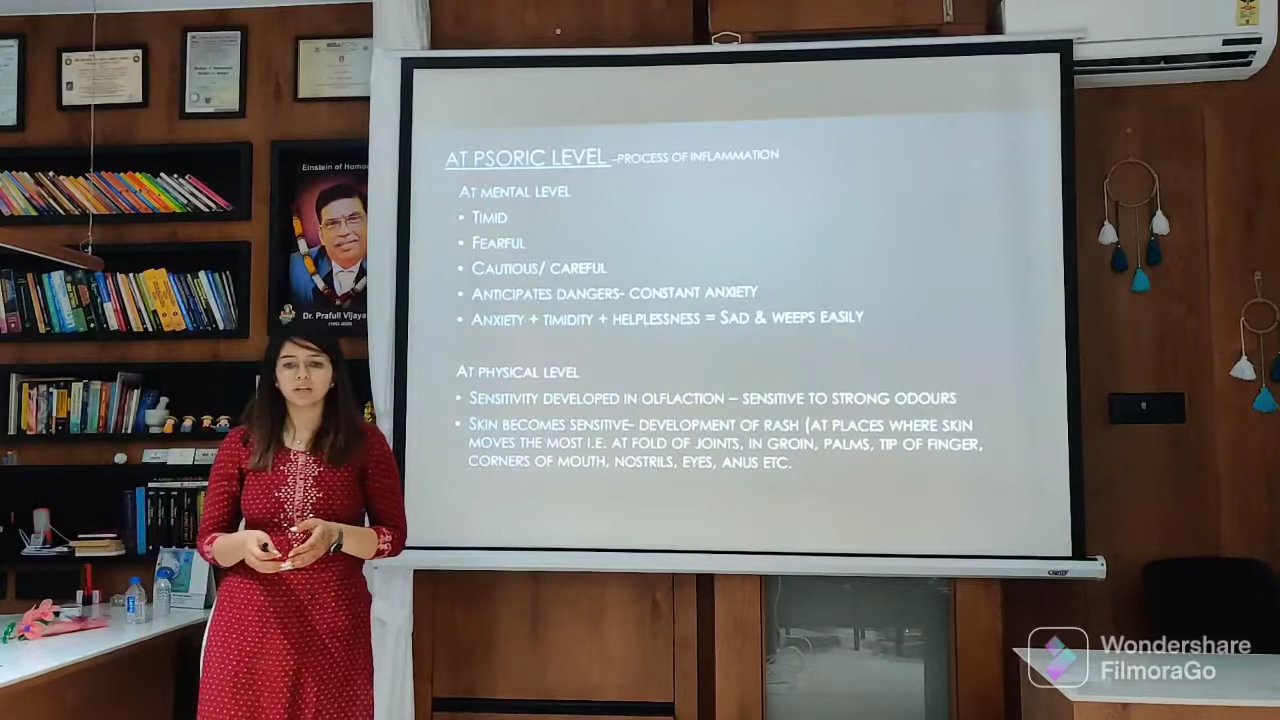 Einstein of Homo
Dr. Prafull Vijaya
AT PSORIC LEVEL –PROCESS OF INFLAMMATION
AT MENTAL LEVEL
• TIMID
• FEARFUL
• CAUTIOUS/ CAREFUL
• ANTICIPATES DANGERS- CONSTANT ANXIETY
• ANXIETY + TIMIDITY + HELPLESSNESS = SAD & WEEPS EASILY
AT PHYSICAL LEVEL
• SENSITIVITY DEVELOPED IN OLFLACTION – SENSITIVE TO STRONG ODOURS
• SKIN BECOMES SENSITIVE- DEVELOPMENT OF RASH (AT PLACES WHERE SKIN
MOVES THE MOST I.E. AT FOLD OF JOINTS, IN GROIN, PALMS, TIP OF FINGER,
CORNERS OF MOUTH, NOSTRILS, EYES, ANUS ETC.
Wondershare
FilmoraGo